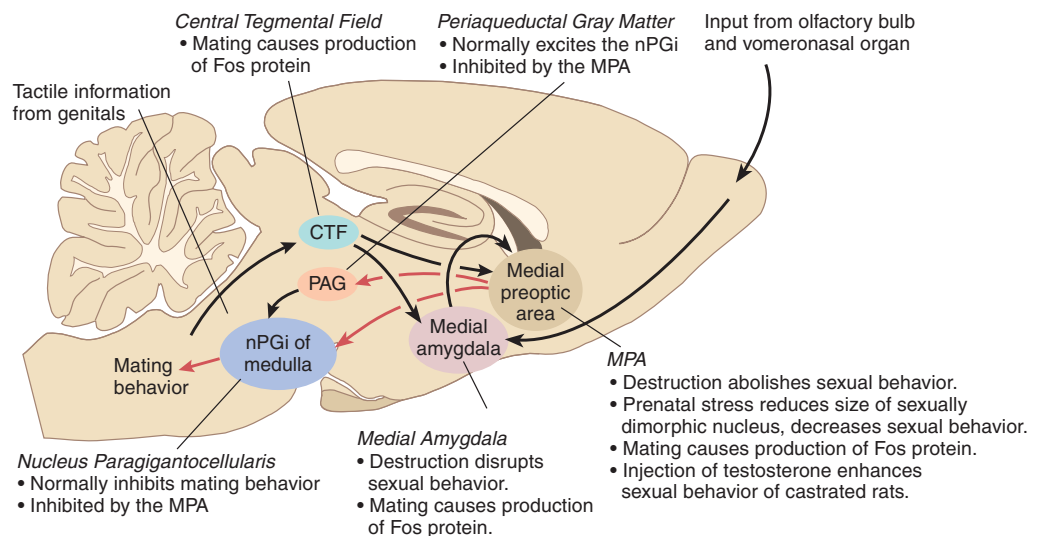 Central Tegmental Field
• Mating causes production
of Fos protein
Periaqueductal Gray Matter
• Normally excites the nPGi
• Inhibited by the MPA
Input from olfactory bulb
and vomeronasal organ
Tactile information
from genitals
CTF
PAG
Medial
preoptic
area
nPGi of
medulla
Medial
amygdala
Mating
behavior
MPA
• Destruction abolishes sexual behavior.
• Prenatal stress reduces size of sexually
dimorphic nucleus, decreases sexual behavior.
• Mating causes production of Fos protein.
• Injection of testosterone enhances
sexual behavior of castrated rats.
Medial Amygdala
• Destruction disrupts
sexual behavior.
• Mating causes production
of Fos protein.
Nucleus Paragigantocellularis
• Normally inhibits mating behavior
• Inhibited by the MPA